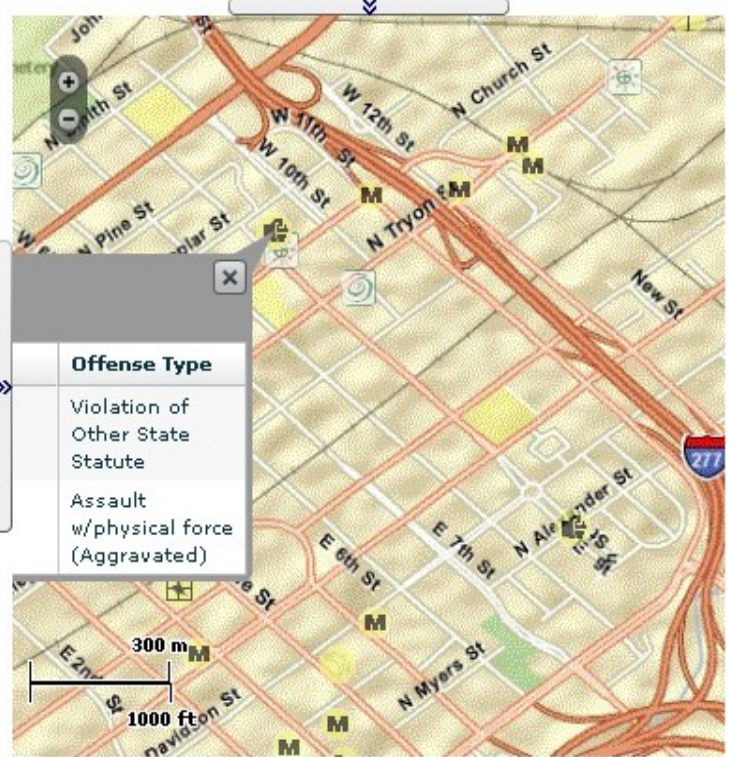 St
N Church St
W 12th St
W 11th St
W 10th St
N Tryon
N Pine St
New St
Offense Type
Violation of
Other State
Statute
277
Assault
w/physical force
(Aggravated)
E 7th St
E 6th St
St
M
M
M
M
M
M
M
M
300 m
1000 ft
E 2nd St
Davidson St
N Myers St